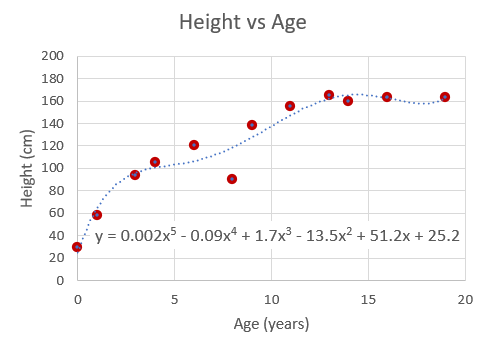 Height vs Age
200
180
160
140
120
100
80
60
40
20
0
Height (cm)
y = 0.002x⁵ - 0.09x⁴ + 1.7x³ - 13.5x² + 51.2x + 25.2
0 5 10 15 20
Age (years)